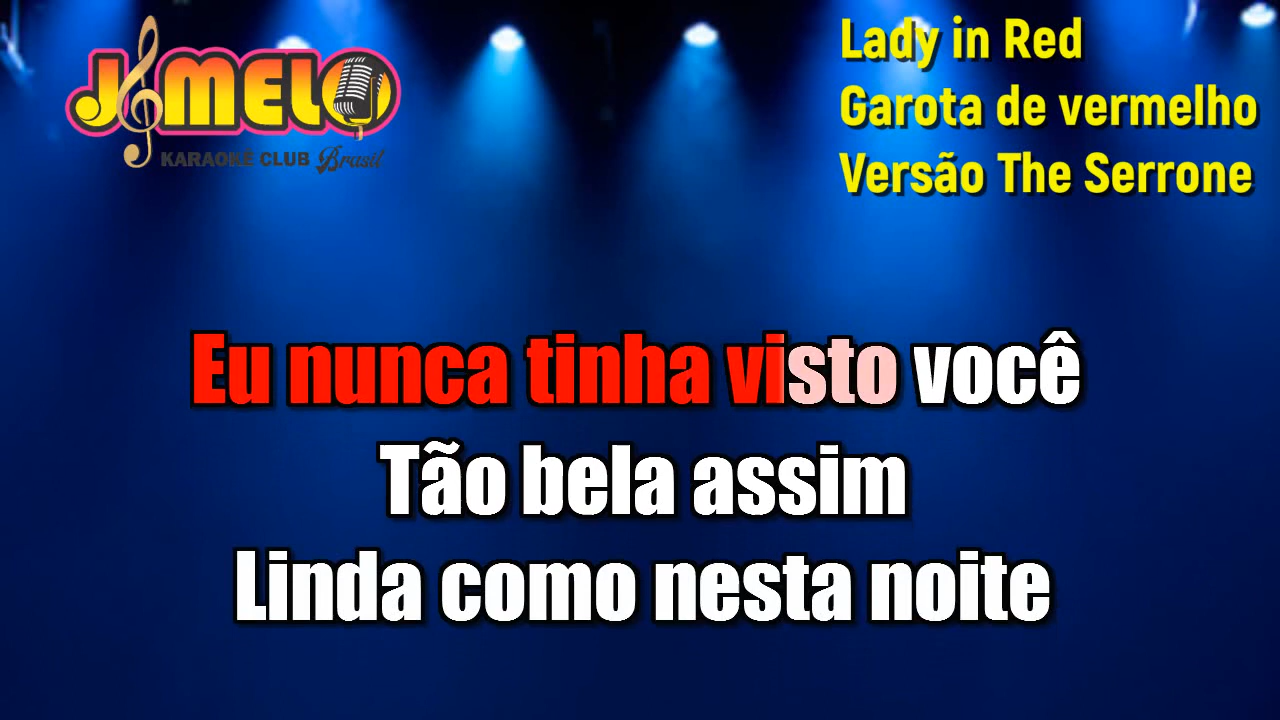 J MELO
KARAOKÊ CLUB Brasil
Lady in Red
Garota de vermelho
Versão The Serrone
Eu nunca tinha visto você
Tão bela assim
Linda como nesta noite